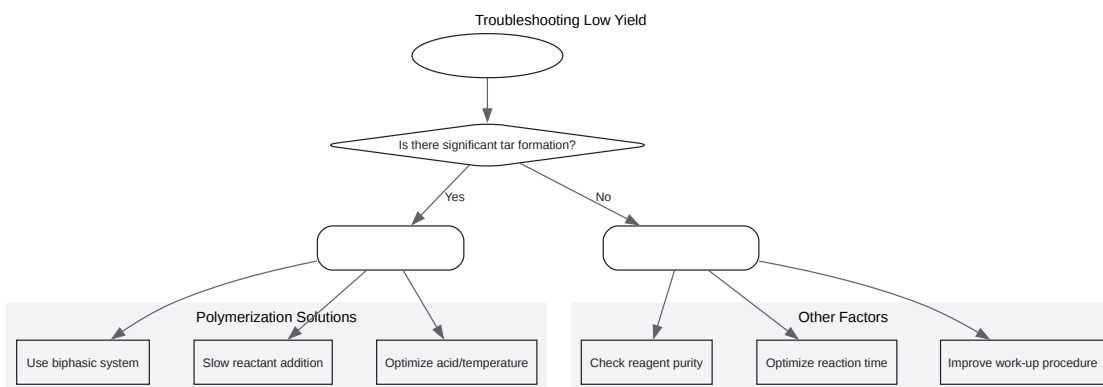 Troubleshooting Low Yield
Is there significant tar formation?
Yes
No
Polymerization Solutions
Other Factors
Use biphasic system
Slow reactant addition
Optimize acid/temperature
Check reagent purity
Optimize reaction time
Improve work-up procedure